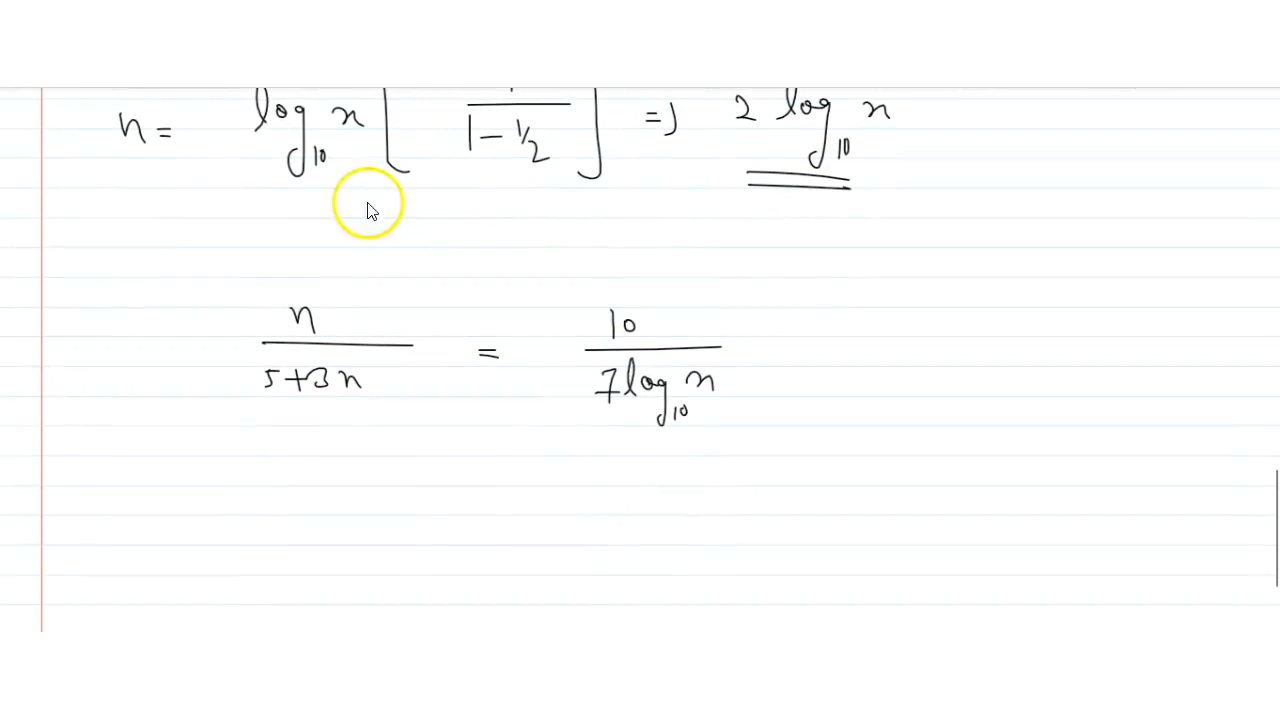 n = log₁₀ x [ 1/(1 - 1/2) ] => 2 log₁₀ x
n/(5+3n) = 10/(7 log₁₀ x)